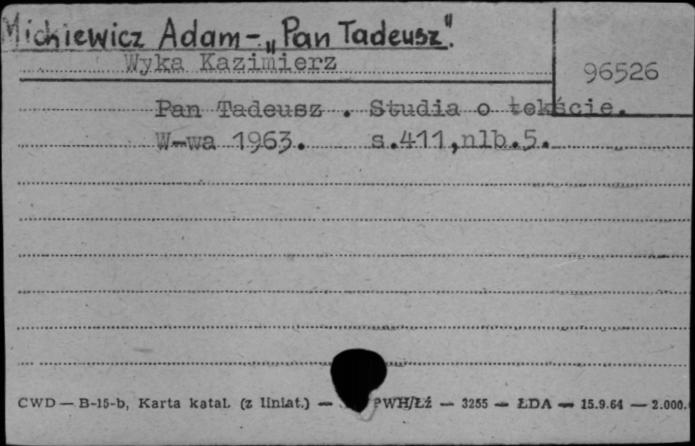 Mickiewicz Adam - „Pan Tadeusz".
Wyka Kazimierz
96526
Pan Tadeusz . Studia o tekście.
W-wa 1963. s.411,nlb.5.
CWD — B-15-b, Karta katal. (z liniat.) — PWH/Łź — 3255 — ŁDA — 15.9.64 — 2.000.